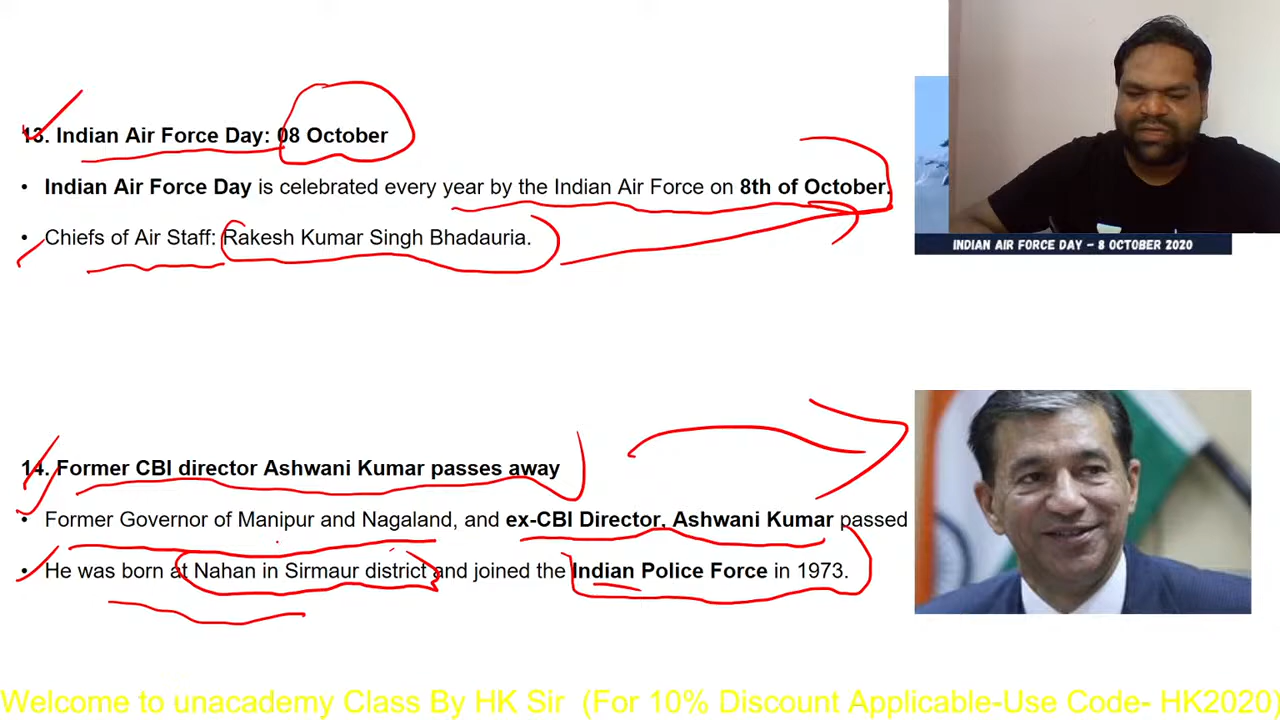 13. Indian Air Force Day: 08 October
• Indian Air Force Day is celebrated every year by the Indian Air Force on 8th of October.
• Chiefs of Air Staff: Rakesh Kumar Singh Bhadauria.
INDIAN AIR FORCE DAY – 8 OCTOBER 2020
14. Former CBI director Ashwani Kumar passes away
• Former Governor of Manipur and Nagaland, and ex-CBI Director, Ashwani Kumar passed
• He was born at Nahan in Sirmaur district and joined the Indian Police Force in 1973.
Welcome to unacademy Class By HK Sir (For 10% Discount Applicable-Use Code- HK2020)